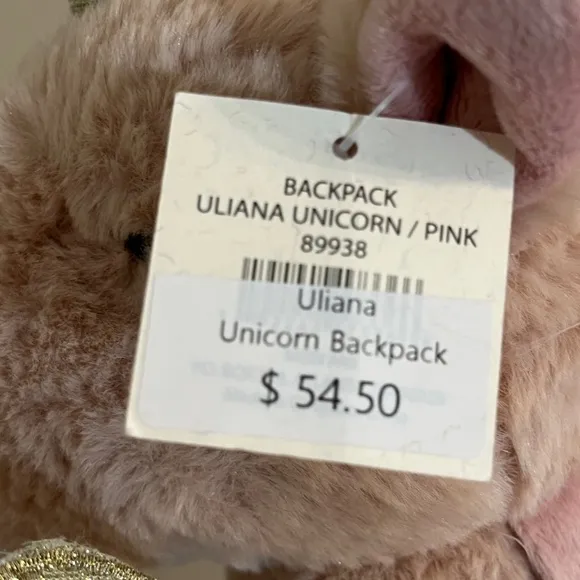 BACKPACK
ULIANA UNICORN / PINK
89938
Uliana
Unicorn Backpack
$ 54.50